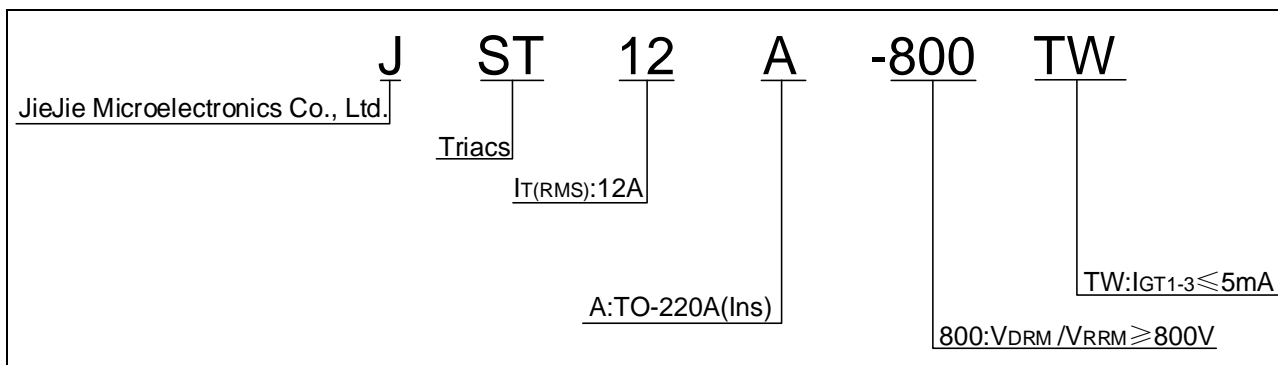 J ST 12 A -800 TW
JieJie Microelectronics Co., Ltd.
Triacs
IT(RMS):12A
TW:IGT1-3≤5mA
A:TO-220A(Ins)
800:VDRM /VRRM≥800V